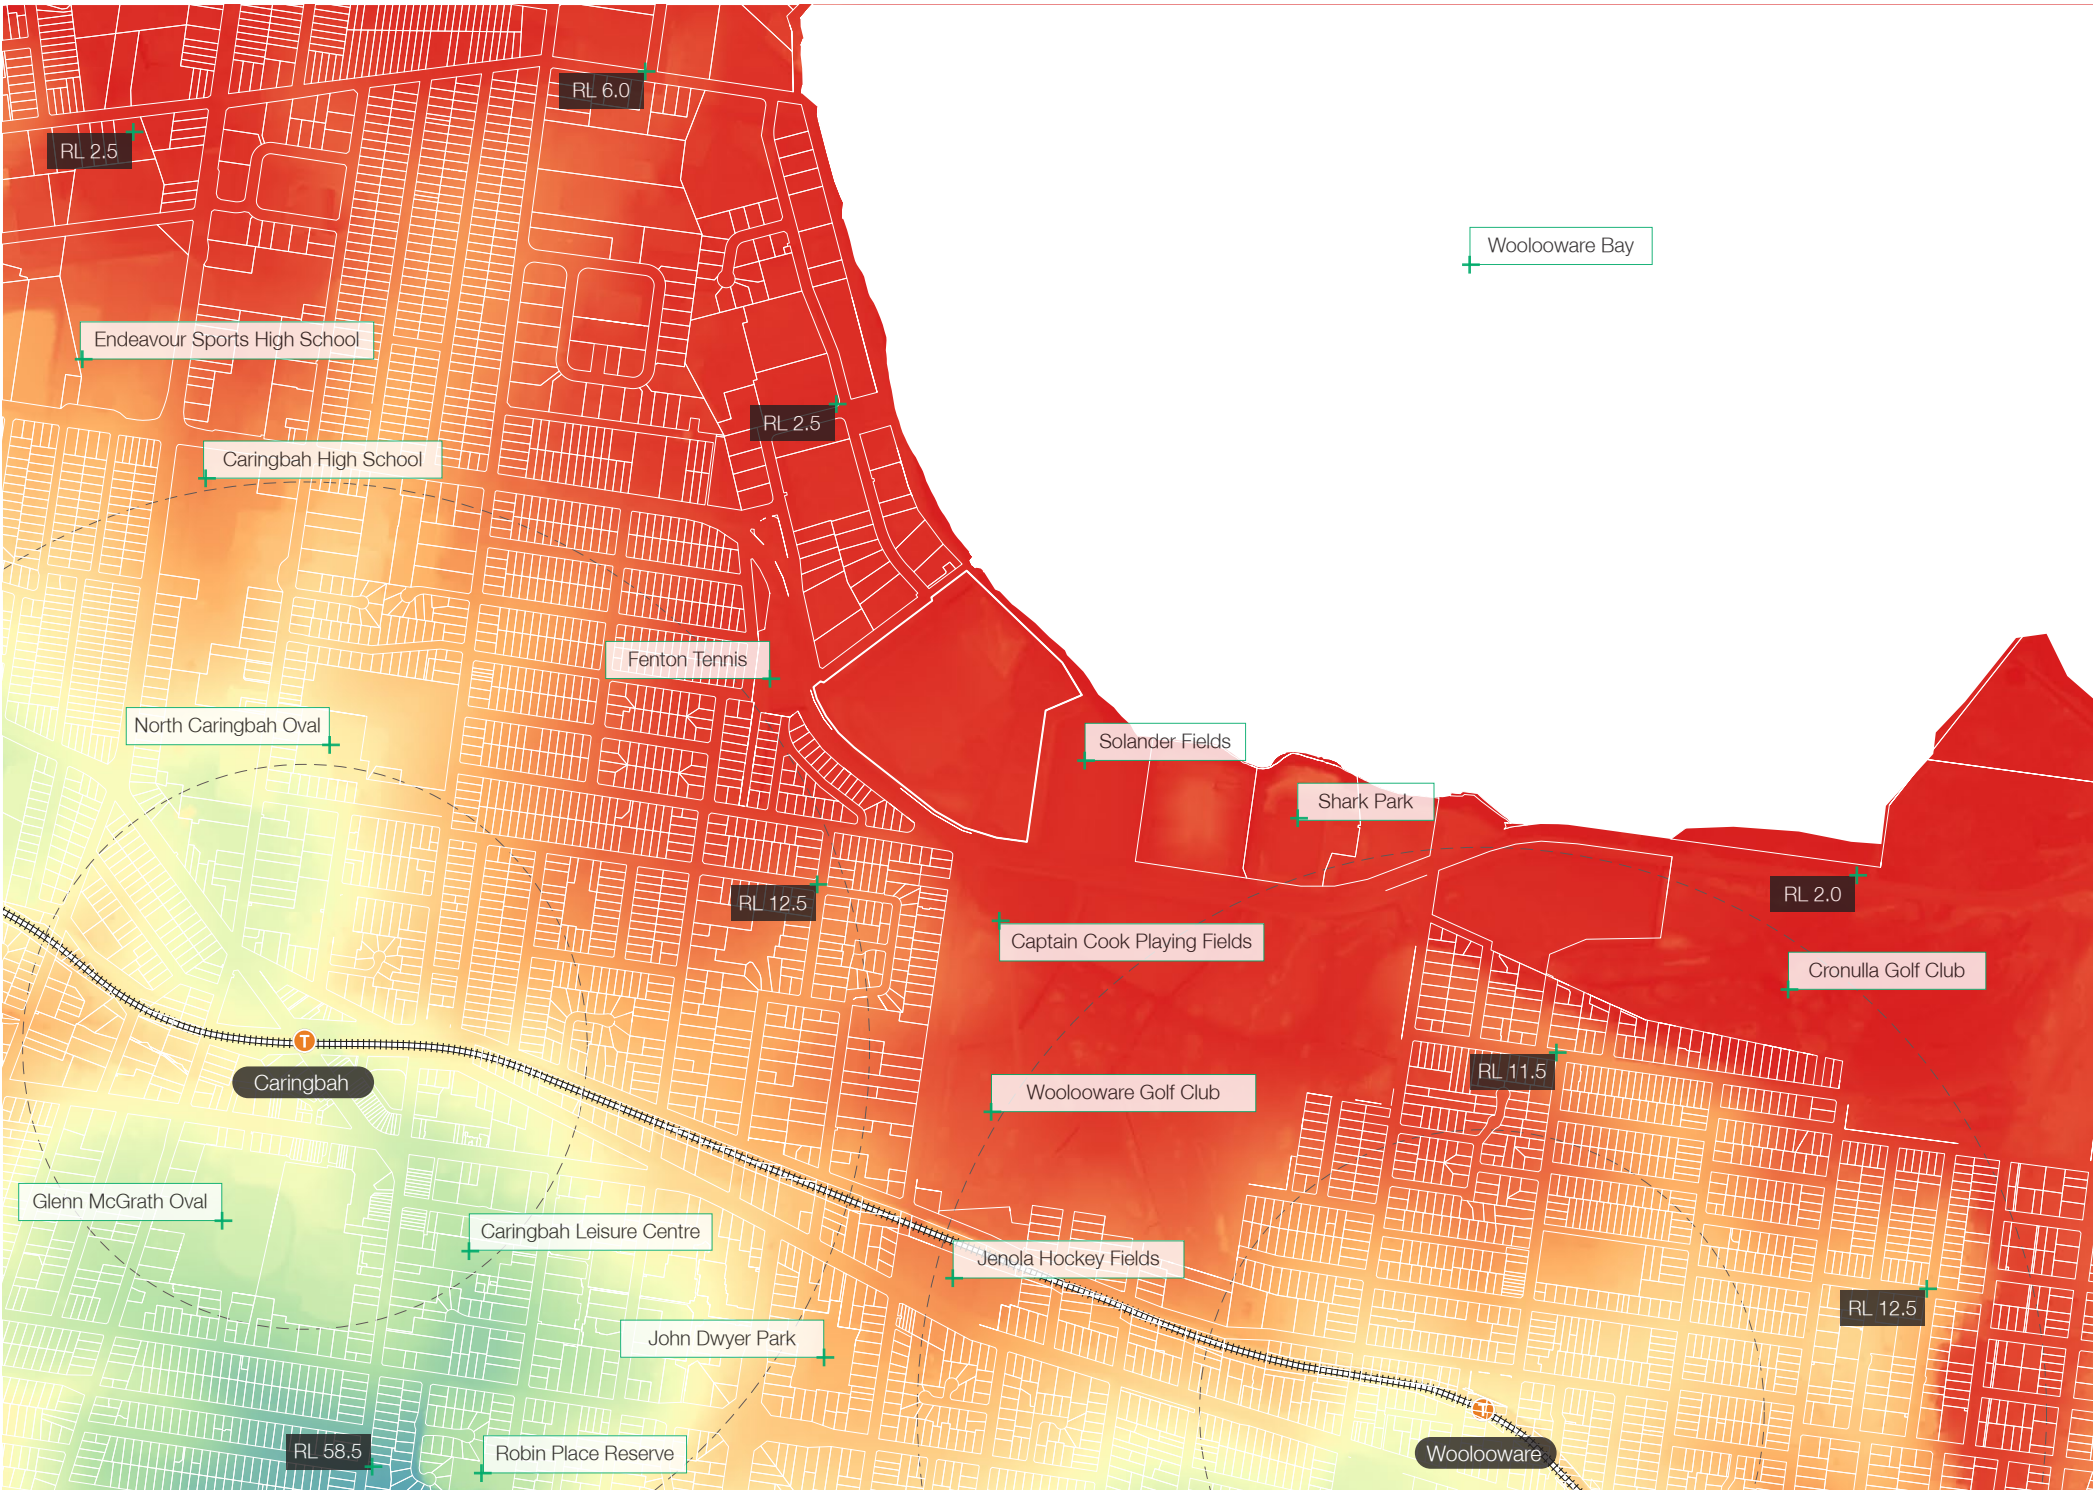 RL 6.0
RL 2.5
Woolooware Bay
Endeavour Sports High School
RL 2.5
Caringbah High School
Fenton Tennis
North Caringbah Oval
Solander Fields
Shark Park
RL 12.5
RL 2.0
Captain Cook Playing Fields
Cronulla Golf Club
T
RL 11.5
Caringbah
Woolooware Golf Club
Glenn McGrath Oval
Caringbah Leisure Centre
Jenola Hockey Fields
RL 12.5
John Dwyer Park
T
RL 58.5
Robin Place Reserve
Woolooware